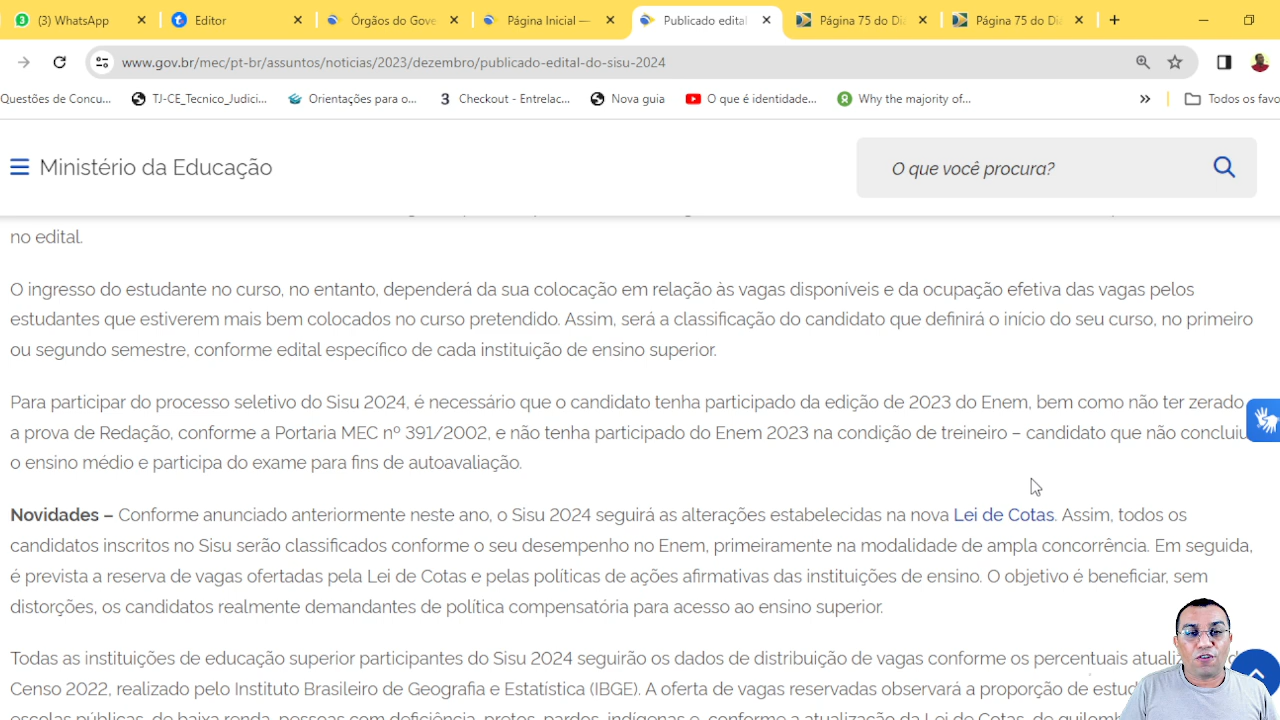 (3) WhatsApp
Editor
Órgãos do Gove
Página Inicial —
Publicado edital
Página 75 do Di
Página 75 do Di
www.gov.br/mec/pt-br/assuntos/noticias/2023/dezembro/publicado-edital-do-sisu-2024
Questões de Concu...
TJ-CE_Tecnico_Judici...
Orientações para o...
3 Checkout - Entrelac...
Nova guia
O que é identidade...
Why the majority of...
»
Todos os favo
Ministério da Educação
O que você procura?
no edital.
O ingresso do estudante no curso, no entanto, dependerá da sua colocação em relação às vagas disponíveis e da ocupação efetiva das vagas pelos
estudantes que estiverem mais bem colocados no curso pretendido. Assim, será a classificação do candidato que definirá o início do seu curso, no primeiro
ou segundo semestre, conforme edital específico de cada instituição de ensino superior.
Para participar do processo seletivo do Sisu 2024, é necessário que o candidato tenha participado da edição de 2023 do Enem, bem como não ter zerado
a prova de Redação, conforme a Portaria MEC nº 391/2002, e não tenha participado do Enem 2023 na condição de treineiro – candidato que não concluiu
o ensino médio e participa do exame para fins de autoavaliação.
Novidades – Conforme anunciado anteriormente neste ano, o Sisu 2024 seguirá as alterações estabelecidas na nova Lei de Cotas. Assim, todos os
candidatos inscritos no Sisu serão classificados conforme o seu desempenho no Enem, primeiramente na modalidade de ampla concorrência. Em seguida,
é prevista a reserva de vagas ofertadas pela Lei de Cotas e pelas políticas de ações afirmativas das instituições de ensino. O objetivo é beneficiar, sem
distorções, os candidatos realmente demandantes de política compensatória para acesso ao ensino superior.
Todas as instituições de educação superior participantes do Sisu 2024 seguirão os dados de distribuição de vagas conforme os percentuais atualiz
Censo 2022, realizado pelo Instituto Brasileiro de Geografia e Estatística (IBGE). A oferta de vagas reservadas observará a proporção de estud
escolas públicas, de baixa renda, pessoas com deficiência, pretos, pardos, indígenas e, conforme a atualização da Lei de Cotas, de quilomb